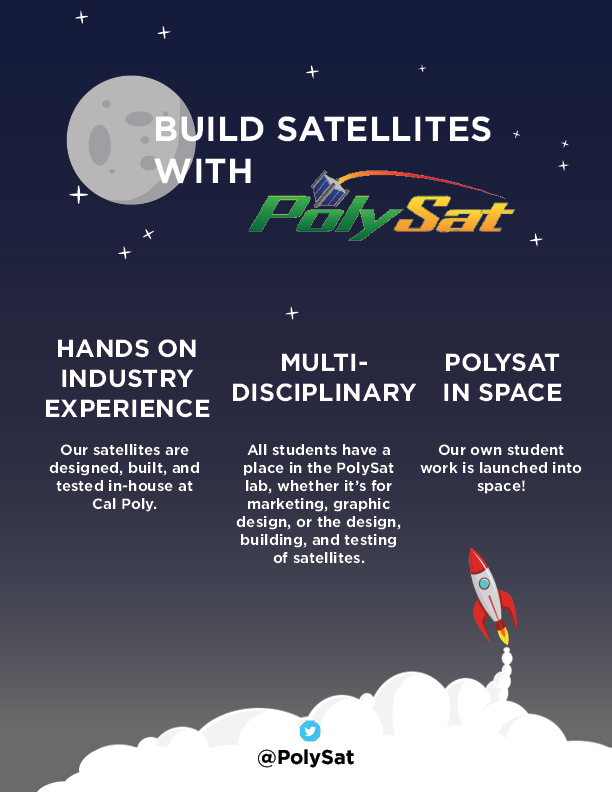 BUILD SATELLITES
WITH
PolySat
HANDS ON
INDUSTRY
EXPERIENCE
Our satellites are
designed, built, and
tested in-house at
Cal Poly.
MULTI-
DISCIPLINARY
All students have a
place in the PolySat
lab, whether it's for
marketing, graphic
design, or the design,
building, and testing
of satellites.
POLYSAT
IN SPACE
Our own student
work is launched into
space!
@PolySat